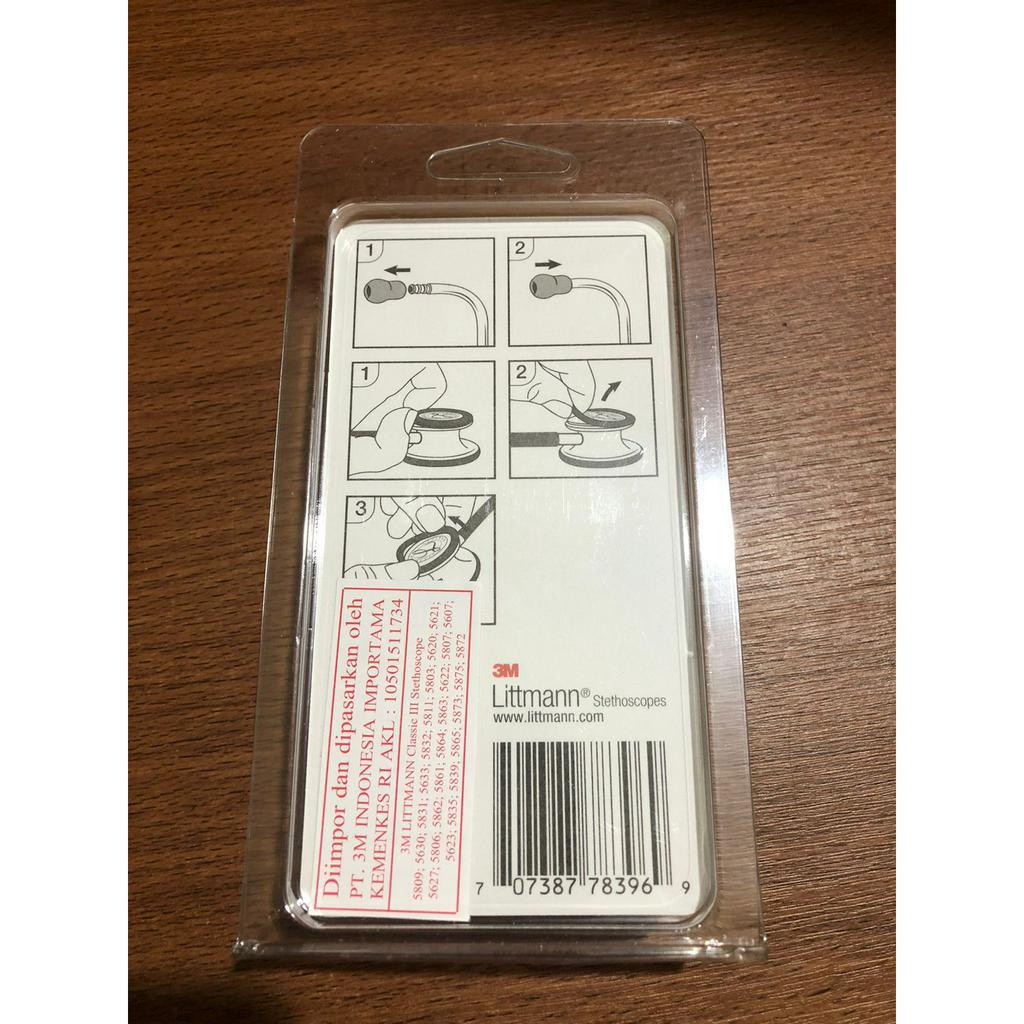 1
2
1
2
3
3M
Littmann® Stethoscopes
www.littmann.com
7 07387 78396 9
Diimpor dan dipasarkan oleh
PT. 3M INDONESIA IMPORTAMA
KEMENKES RI AKL : 10501511734
3M LITTMANN Classic III Stethoscope
5809; 5630; 5831; 5633; 5832; 5811; 5803; 5620; 5621;
5627; 5806; 5862; 5861; 5864; 5863; 5622; 5807; 5607;
5623; 5835; 5839; 5865; 5873; 5875; 5872